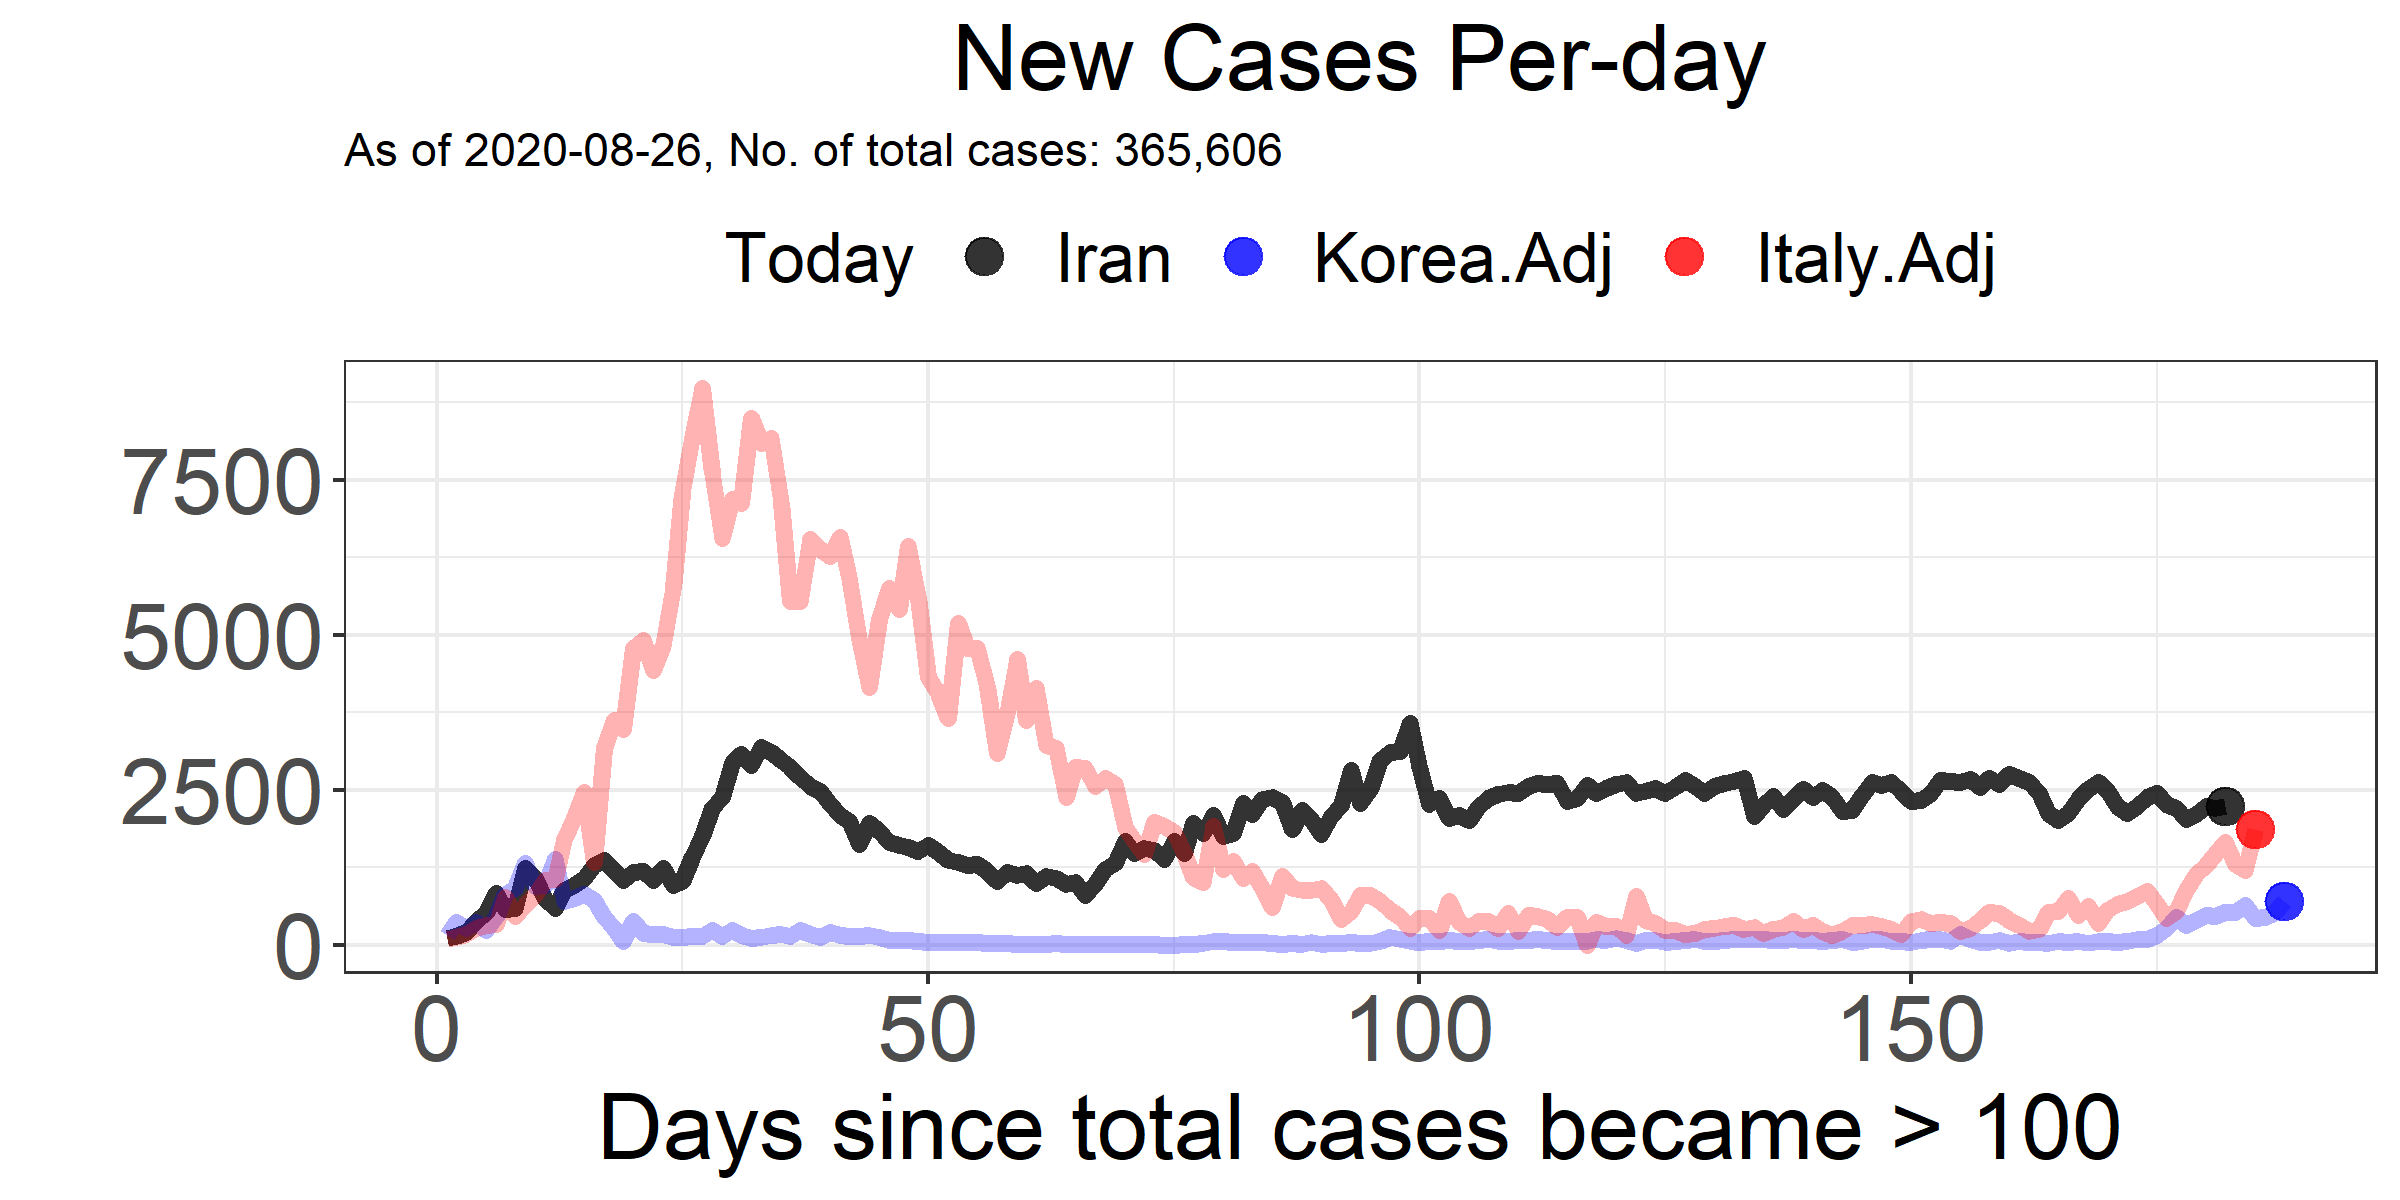 New Cases Per-day
As of 2020-08-26, No. of total cases: 365,606
Today Iran Korea.Adj Italy.Adj
7500
5000
2500
0
0 50 100 150
Days since total cases became > 100